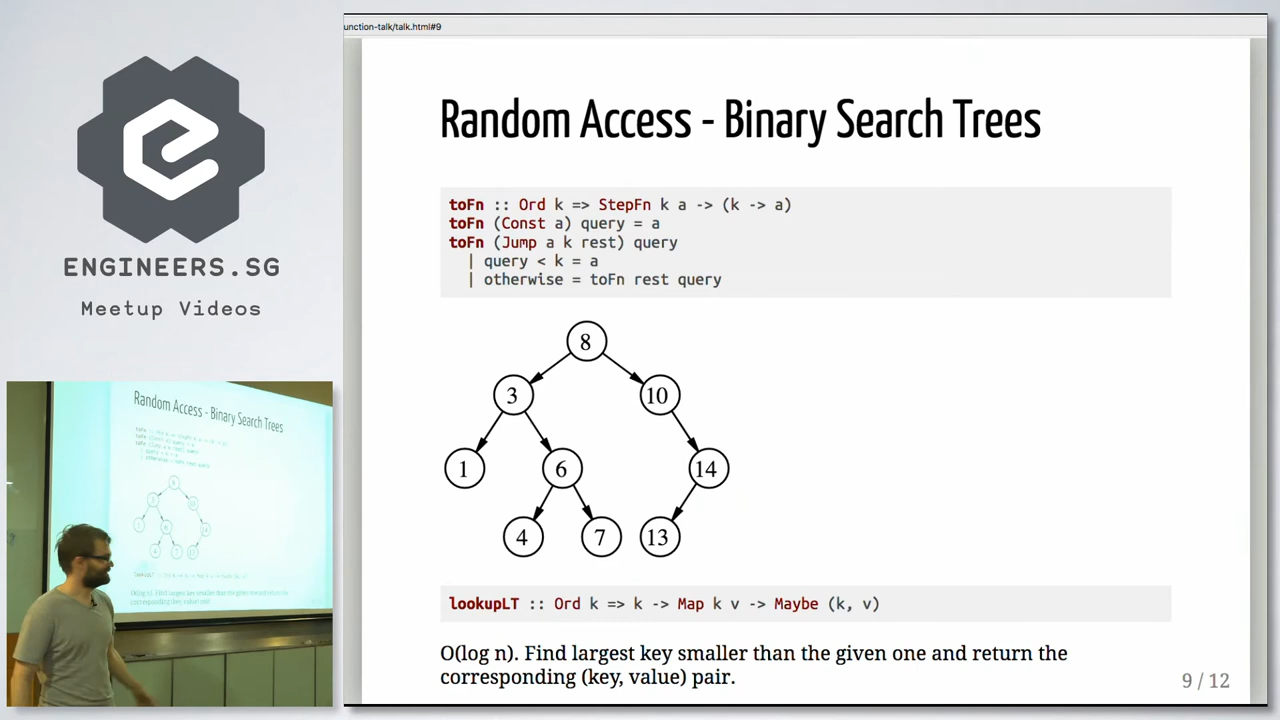 unction-talk/talk.html#9
ENGINEERS.SG
Meetup Videos
Random Access - Binary Search Trees
toFn :: Ord k => StepFn k a -> (k -> a)
toFn (Const a) query = a
toFn (Jump a k rest) query
| query < k = a
| otherwise = toFn rest query
8
3
10
1
6
14
4
7
13
lookupLT :: Ord k => k -> Map k v -> Maybe (k, v)
O(log n). Find largest key smaller than the given one and return the
corresponding (key, value) pair.
9 / 12
Random Access - Binary Search Trees